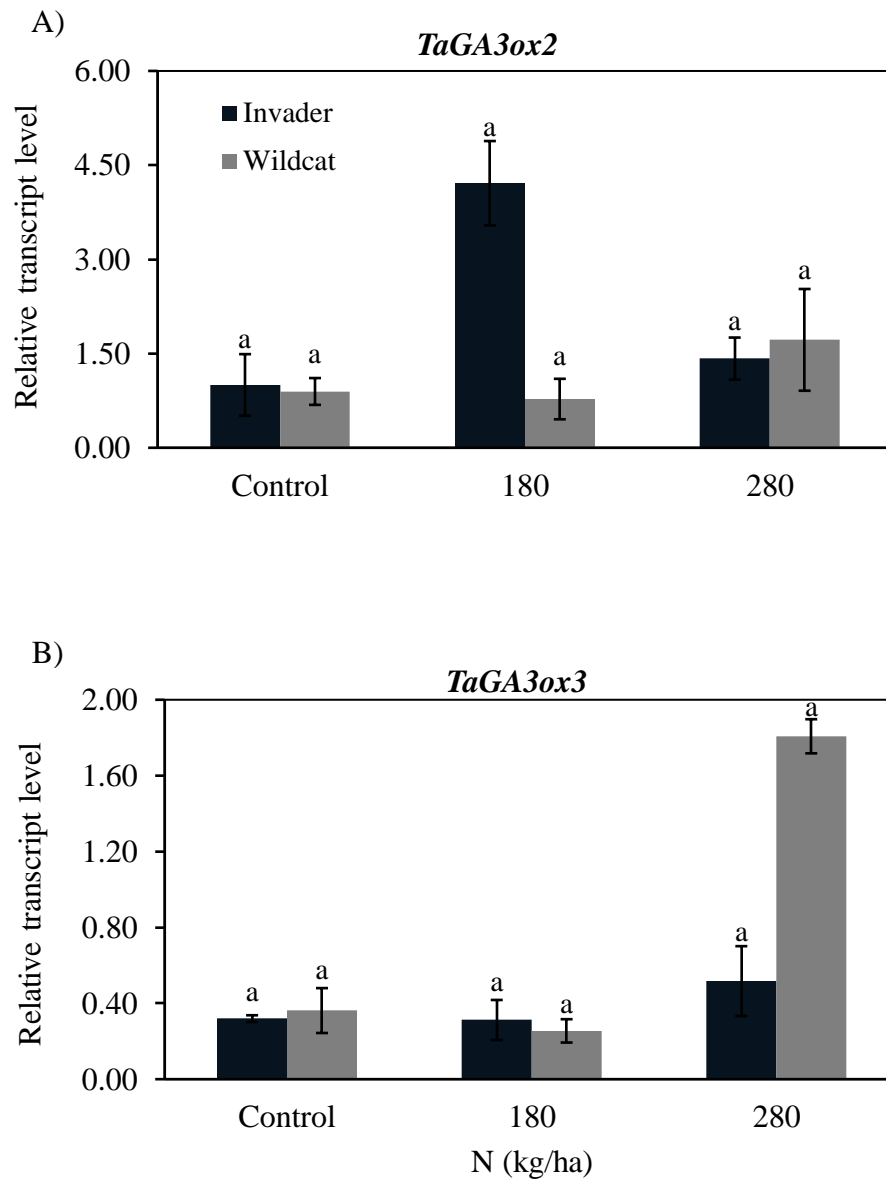 A)
TaGA3ox2
Relative transcript level
6.00
4.50
3.00
1.50
0.00
Invader
Wildcat
a
a
a
a
a
a
Control
180
280
B)
TaGA3ox3
Relative transcript level
2.00
1.60
1.20
0.80
0.40
0.00
a
a
a
a
a
a
Control
180
280
N (kg/ha)